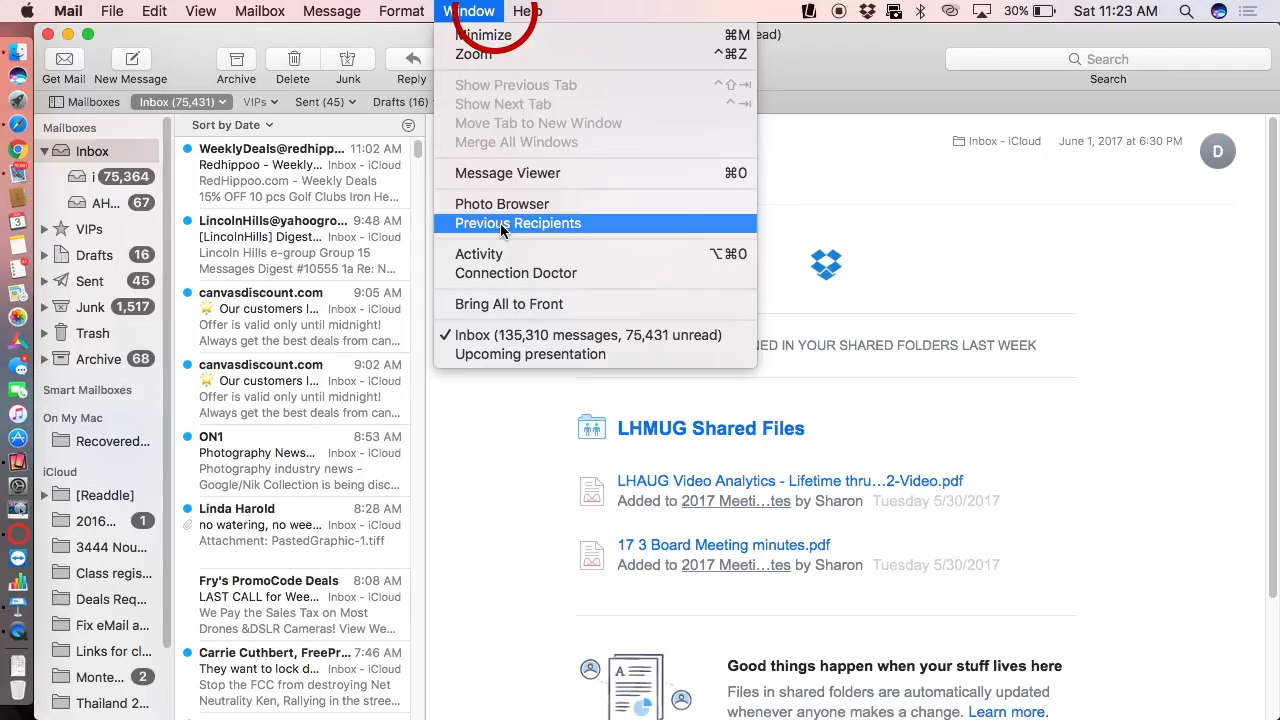 Mail File Edit View Mailbox Message Format Window Help
30% Sat 11:23 AM
Get Mail New Message Archive Delete Junk Reply
Search
Search
Mailboxes Inbox (75,431) VIPs Sent (45) Drafts (16)
Mailboxes
Inbox
i 75,364
AH... 67
VIPs
Drafts 16
Sent 45
Junk 1,517
Trash
Archive 68
Smart Mailboxes
On My Mac
Recovered...
iCloud
[Readdle]
2016... 1
3444 Nou...
Class regis...
Deals Req...
Fix eMail a...
Links for cl...
Monte... 2
Thailand 2...
Sort by Date
WeeklyDeals@redhipp... 11:02 AM
Redhippoo - Weekly... Inbox - iCloud
RedHippoo.com - Weekly Deals
15% OFF 10 pcs Golf Clubs Iron He...
LincolnHills@yahoogro... 9:48 AM
[LincolnHills] Digest... Inbox - iCloud
Lincoln Hills e-group Group 15
Messages Digest #10555 1a Re: N...
canvasdiscount.com 9:05 AM
Our customers l... Inbox - iCloud
Offer is valid only until midnight!
Always get the best deals from can...
canvasdiscount.com 9:02 AM
Our customers l... Inbox - iCloud
Offer is valid only until midnight!
Always get the best deals from can...
ON1 8:53 AM
Photography News... Inbox - iCloud
Photography industry news -
Google/Nik Collection is being disc...
Linda Harold 8:28 AM
no watering, no wee... Inbox - iCloud
Attachment: PastedGraphic-1.tiff
Fry's PromoCode Deals 8:08 AM
LAST CALL for Wee... Inbox - iCloud
We Pay the Sales Tax on Most
Drones &DSLR Cameras! View We...
Carrie Cuthbert, FreePr... 7:46 AM
They want to lock d... Inbox - iCloud
Stop the FCC from destroying Net
Neutrality Ken, Rallying in the stree...
Minimize ⌘M
Zoom ^⌘Z
Show Previous Tab ^⇧⇥
Show Next Tab ^⇥
Move Tab to New Window
Merge All Windows
Message Viewer ⌘0
Photo Browser
Previous Recipients
Activity ⌥⌘0
Connection Doctor
Bring All to Front
✓ Inbox (135,310 messages, 75,431 unread)
Upcoming presentation
ead)
Inbox - iCloud June 1, 2017 at 6:30 PM
D
NED IN YOUR SHARED FOLDERS LAST WEEK
LHMUG Shared Files
LHAUG Video Analytics - Lifetime thru...2-Video.pdf
Added to 2017 Meeti...tes by Sharon Tuesday 5/30/2017
17 3 Board Meeting minutes.pdf
Added to 2017 Meeti...tes by Sharon Tuesday 5/30/2017
A
Good things happen when your stuff lives here
Files in shared folders are automatically updated
whenever anyone makes a change. Learn more.
3